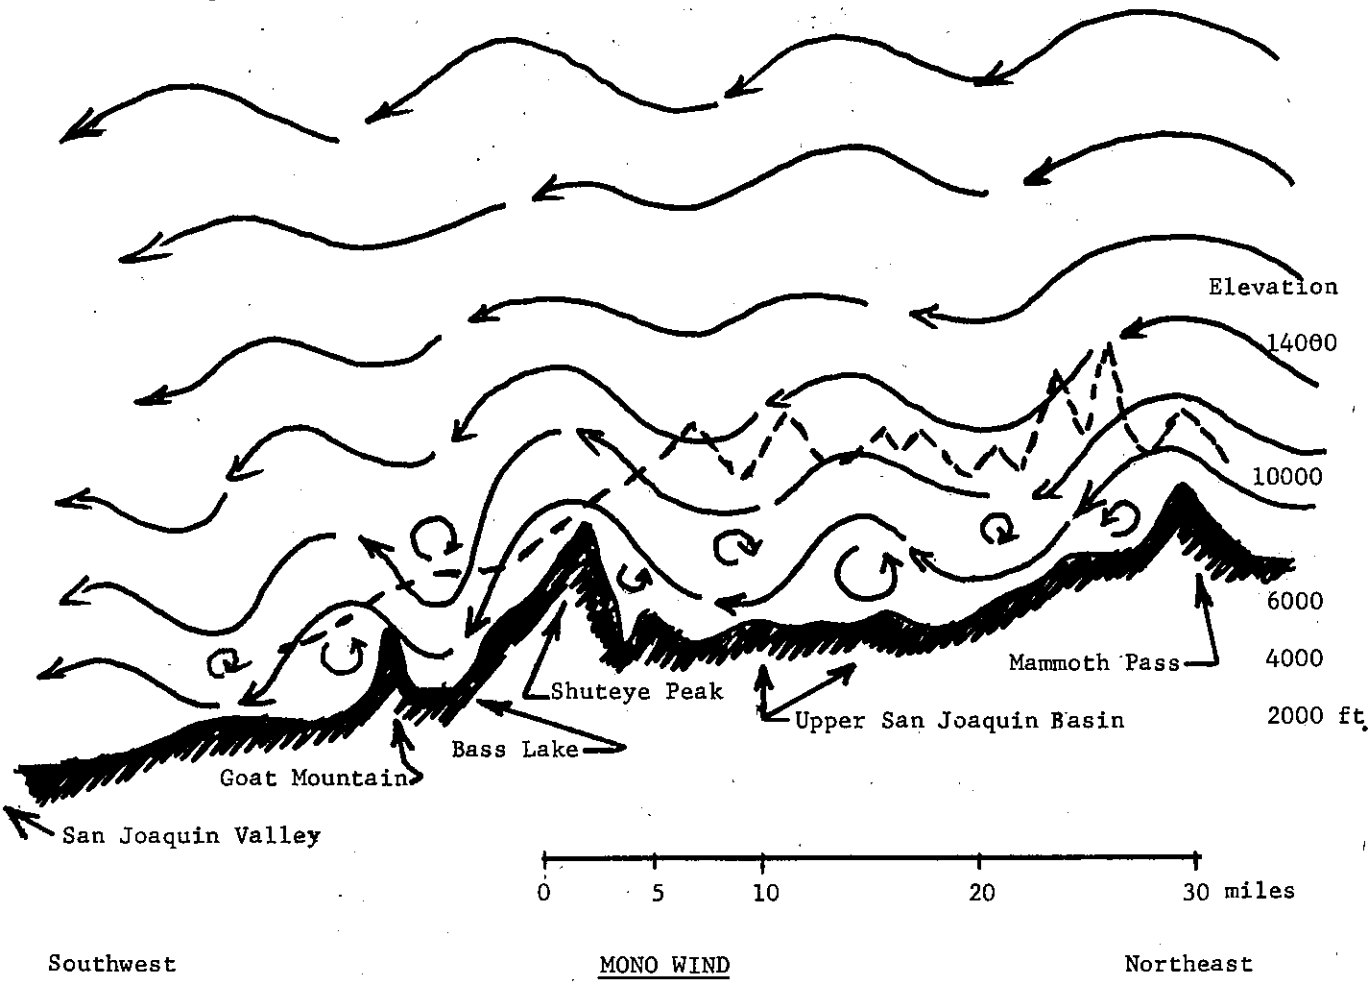 Elevation
14000
10000
6000
Mammoth Pass
4000
Shuteye Peak
Upper San Joaquin Basin
2000 ft.
Bass Lake
Goat Mountain
San Joaquin Valley
0 5 10 20 30 miles
Southwest MONO WIND Northeast